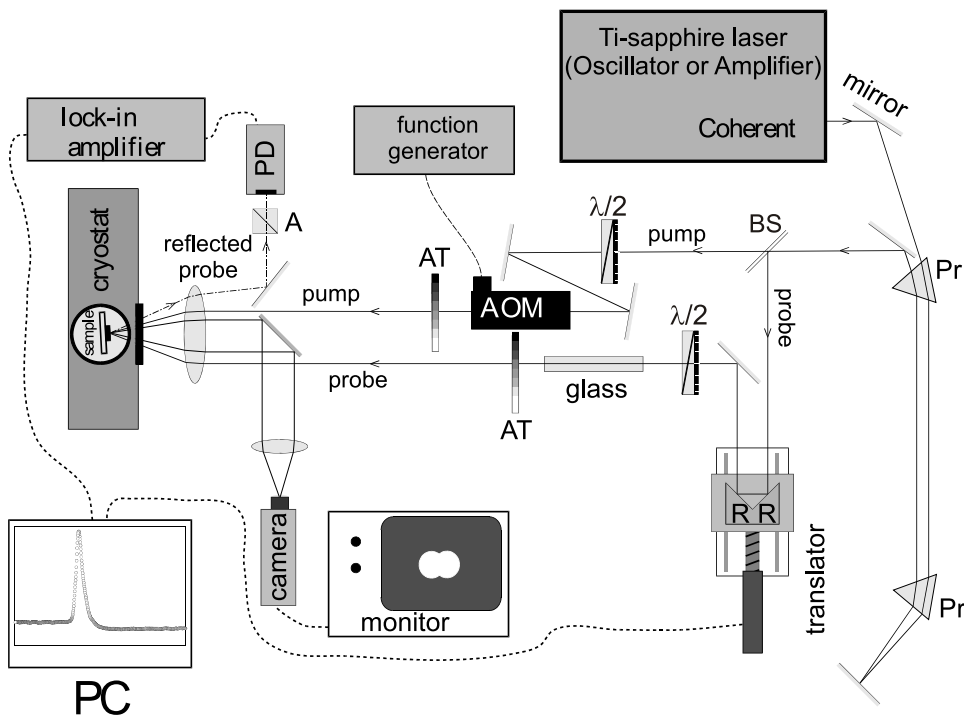 Ti-sapphire laser
(Oscillator or Amplifier)
Coherent
mirror
lock-in
amplifier
PD
function
generator
A
λ/2
BS
pump
Pr
cryostat
reflected
probe
AT
sample
pump
AOM
λ/2
probe
probe
glass
AT
R R
camera
monitor
translator
Pr
PC